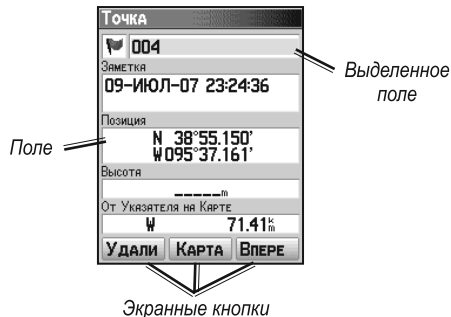 Точка
004
Заметка
09-ИЮЛ-07 23:24:36
Позиция
N 38°55.150'
W095°37.161'
Высота
_____m
От Указателя на Карте
W 71.41km
Удали Карта Впере
Выделенное
поле
Поле
Экранные кнопки